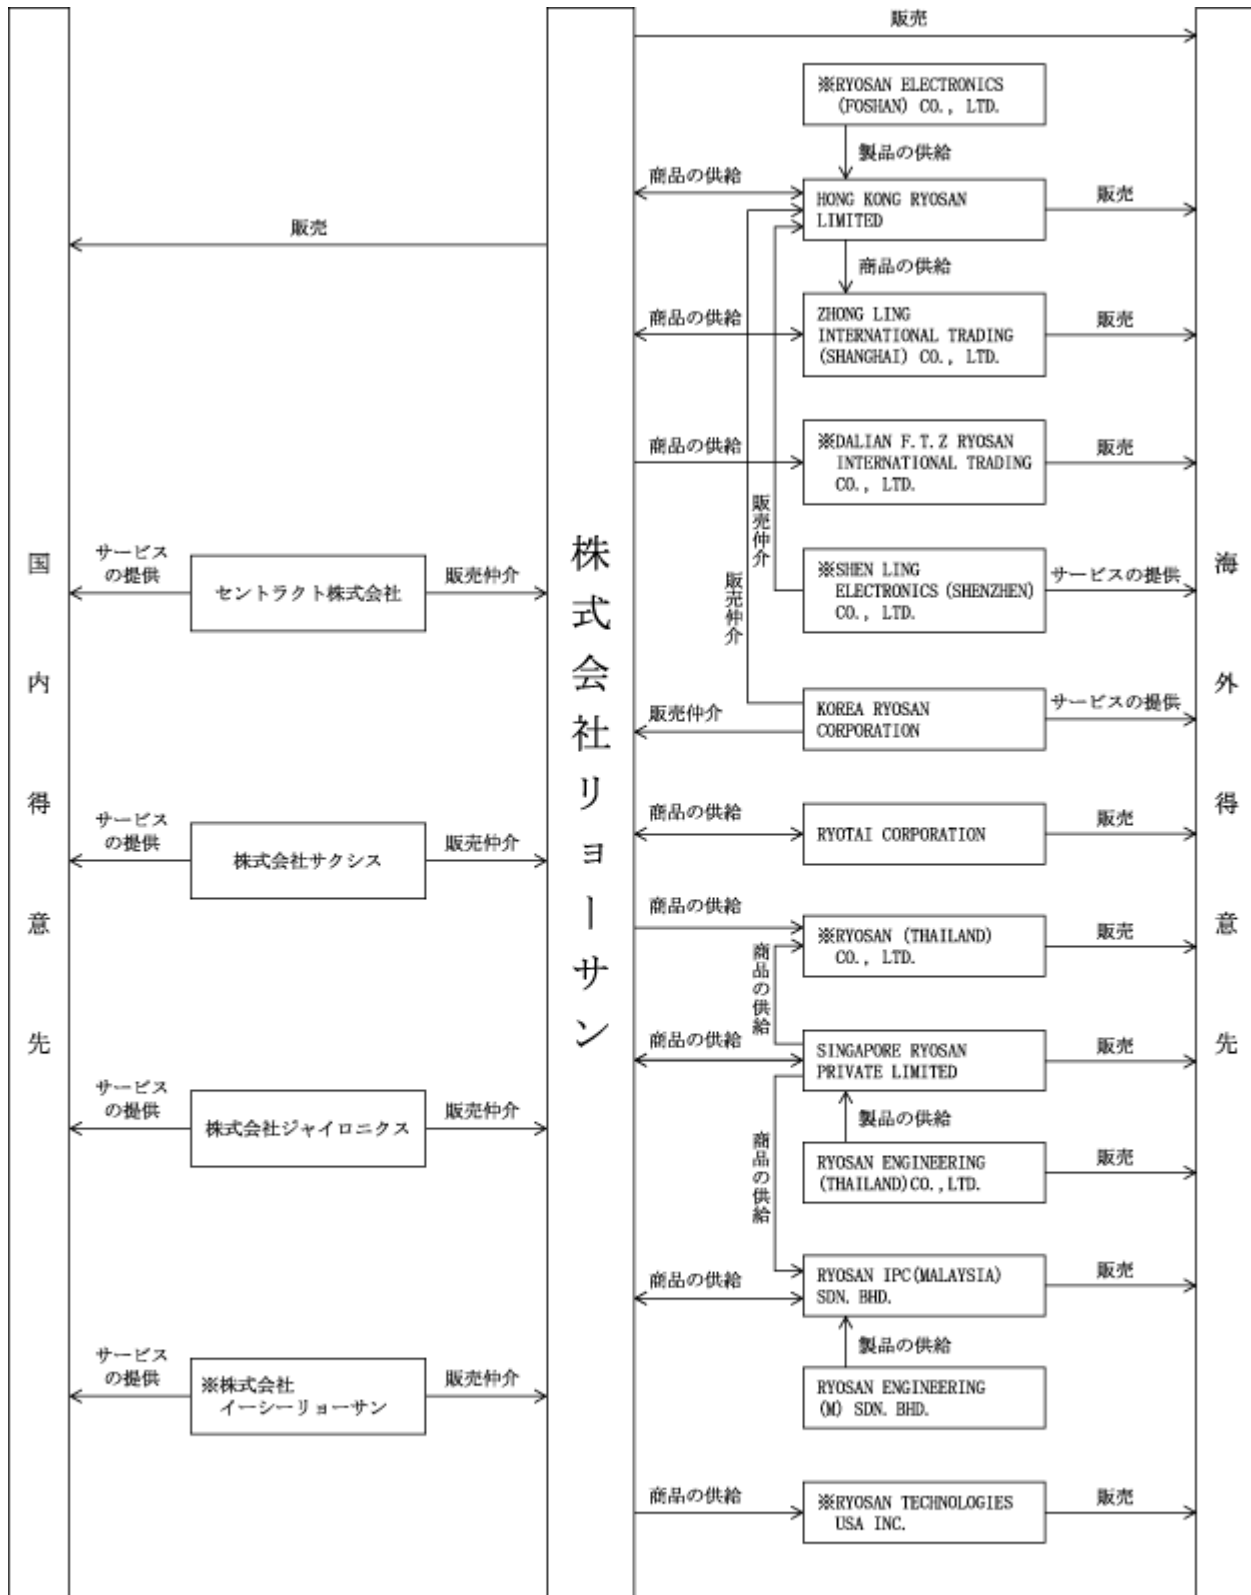 国内得意先
販売
サービス
の提供
セントラクト株式会社
販売仲介
サービス
の提供
株式会社サクシス
販売仲介
サービス
の提供
株式会社ジャイロニクス
販売仲介
サービス
の提供
※株式会社
イーシーリョーサン
販売仲介
株式会社リョーサン
販売
※RYOSAN ELECTRONICS
(FOSHAN) CO., LTD.
製品の供給
商品の供給
HONG KONG RYOSAN
LIMITED
販売
商品の供給
商品の供給
ZHONG LING
INTERNATIONAL TRADING
(SHANGHAI) CO., LTD.
販売
商品の供給
※DALIAN F.T.Z RYOSAN
INTERNATIONAL TRADING
CO., LTD.
販売
販売仲介
※SHEN LING
ELECTRONICS (SHENZHEN)
CO., LTD.
サービスの提供
販売仲介
販売仲介
KOREA RYOSAN
CORPORATION
サービスの提供
商品の供給
RYOTAI CORPORATION
販売
商品の供給
※RYOSAN (THAILAND)
CO., LTD.
販売
商品の供給
商品の供給
SINGAPORE RYOSAN
PRIVATE LIMITED
販売
製品の供給
商品の供給
RYOSAN ENGINEERING
(THAILAND)CO.,LTD.
販売
商品の供給
RYOSAN IPC(MALAYSIA)
SDN. BHD.
販売
製品の供給
RYOSAN ENGINEERING
(M) SDN. BHD.
商品の供給
※RYOSAN TECHNOLOGIES
USA INC.
販売
海外得意先